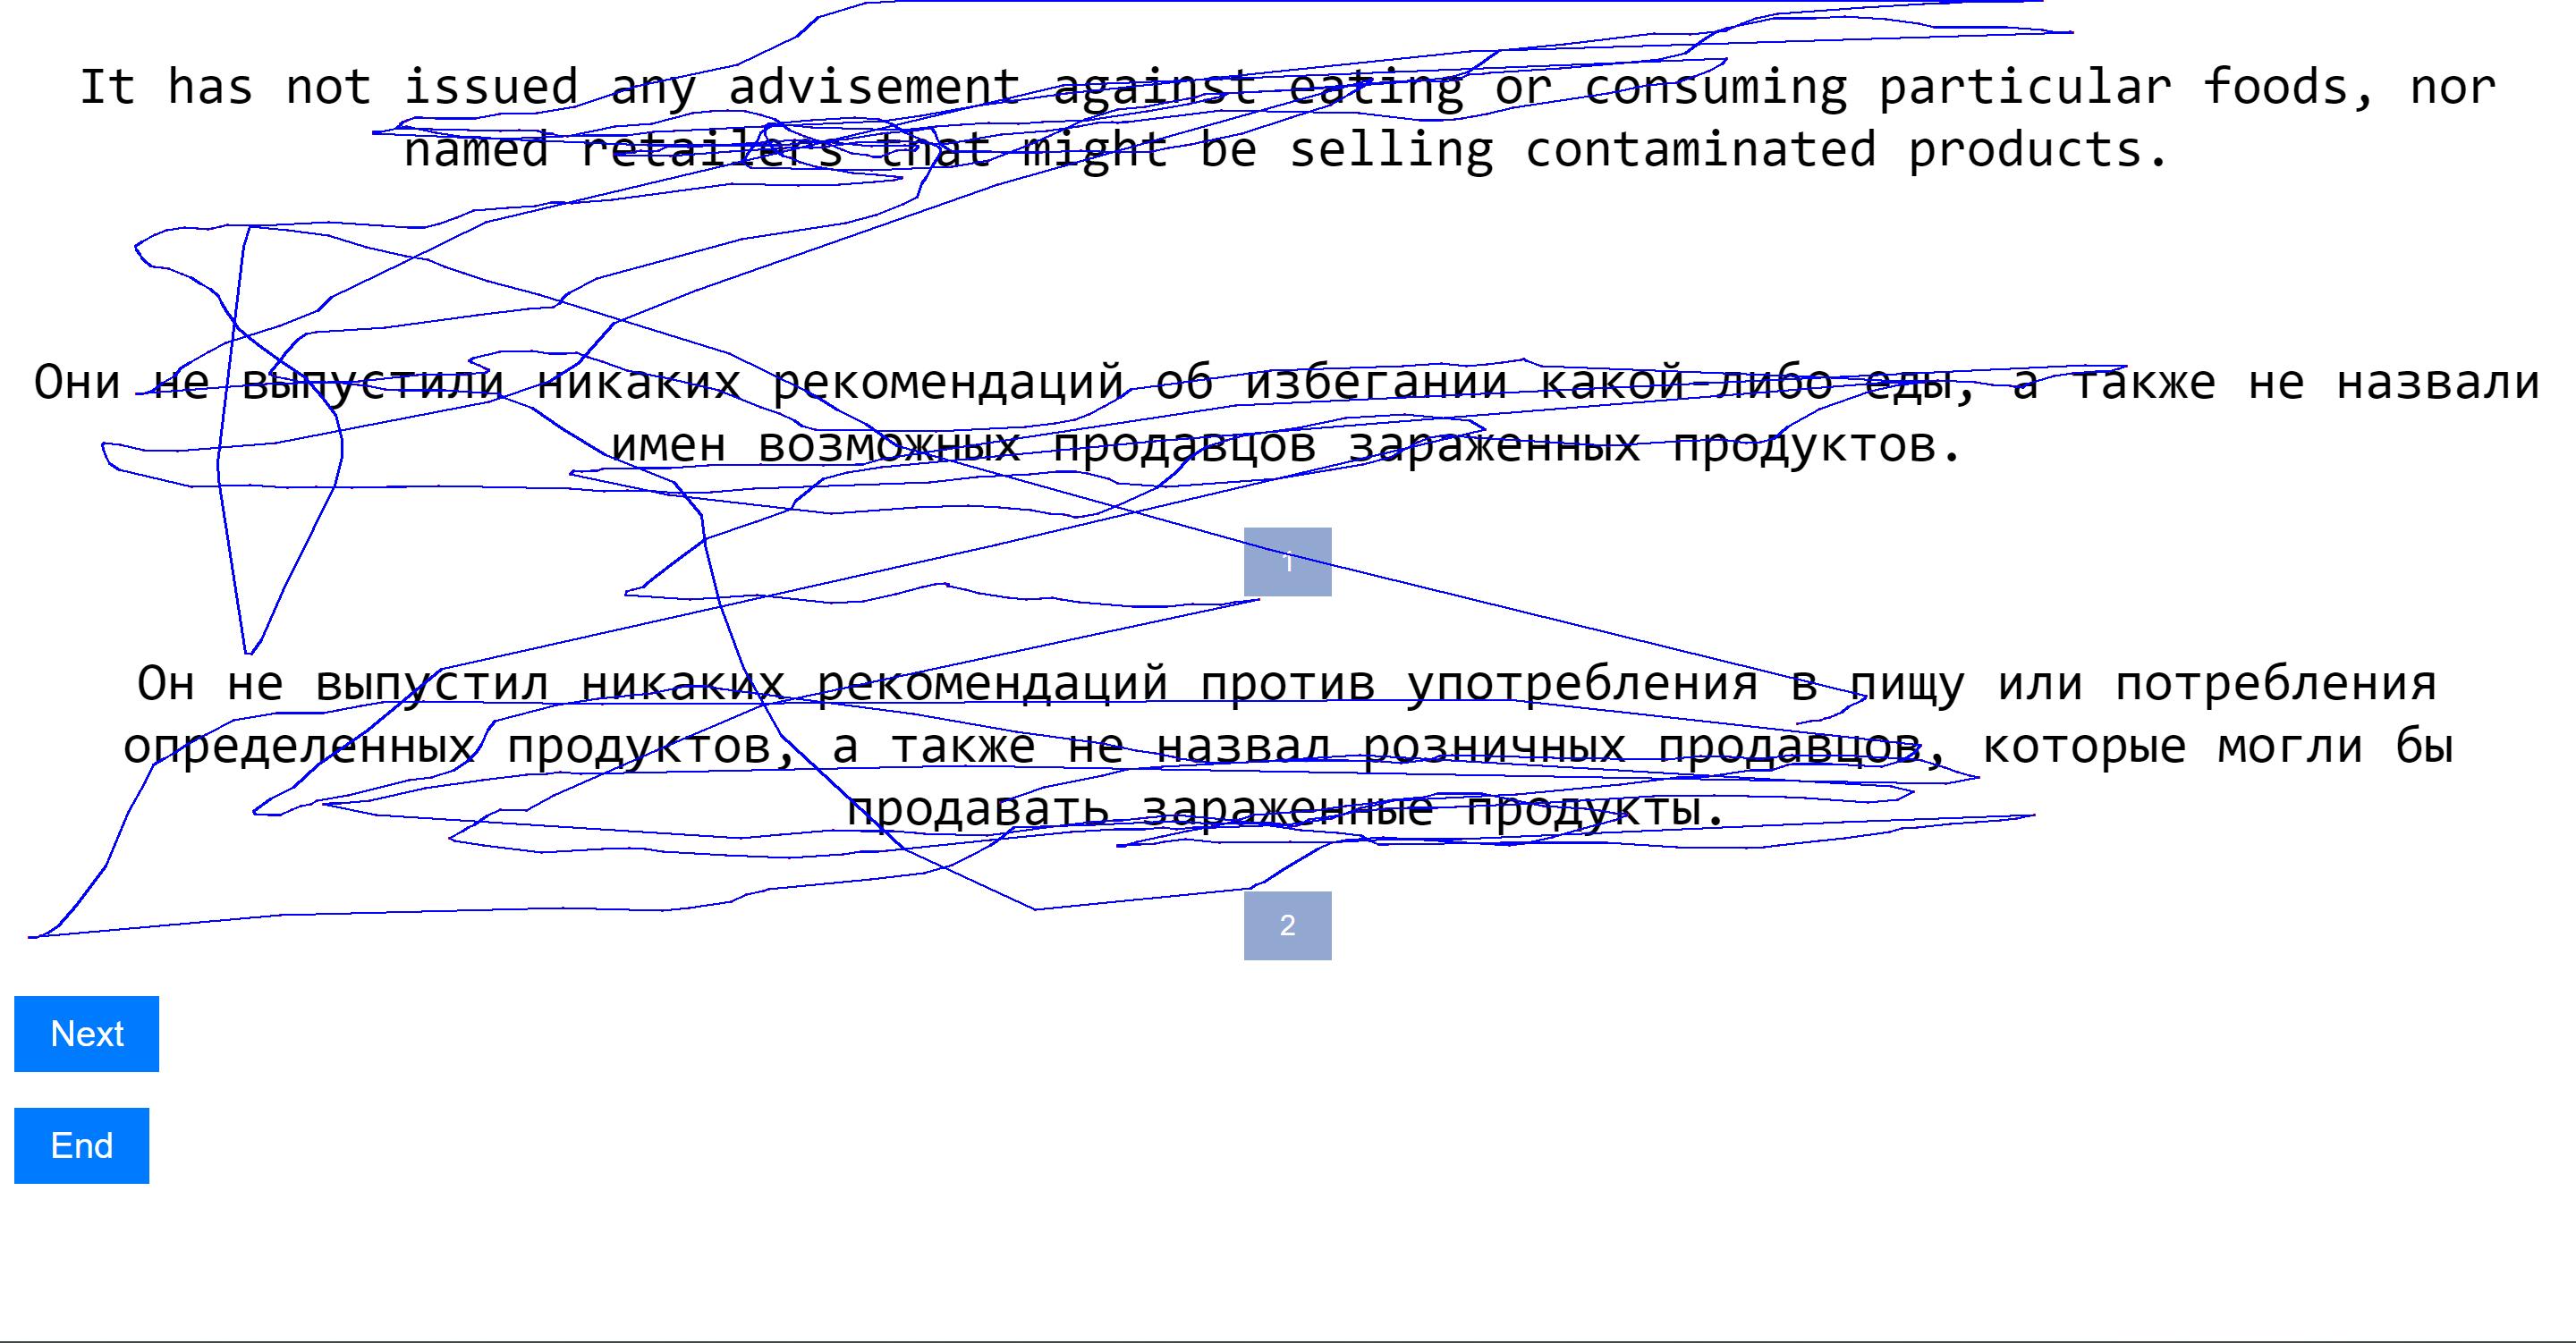 It has not issued any advisement against eating or consuming particular foods, nor
named retailers that might be selling contaminated products.
Они не выпустили никаких рекомендаций об избегании какой-либо еды, а также не назвали
имен возможных продавцов зараженных продуктов.
1
Он не выпустил никаких рекомендаций против употребления в пищу или потребления
определенных продуктов, а также не назвал розничных продавцов, которые могли бы
продавать зараженные продукты.
2
Next
End